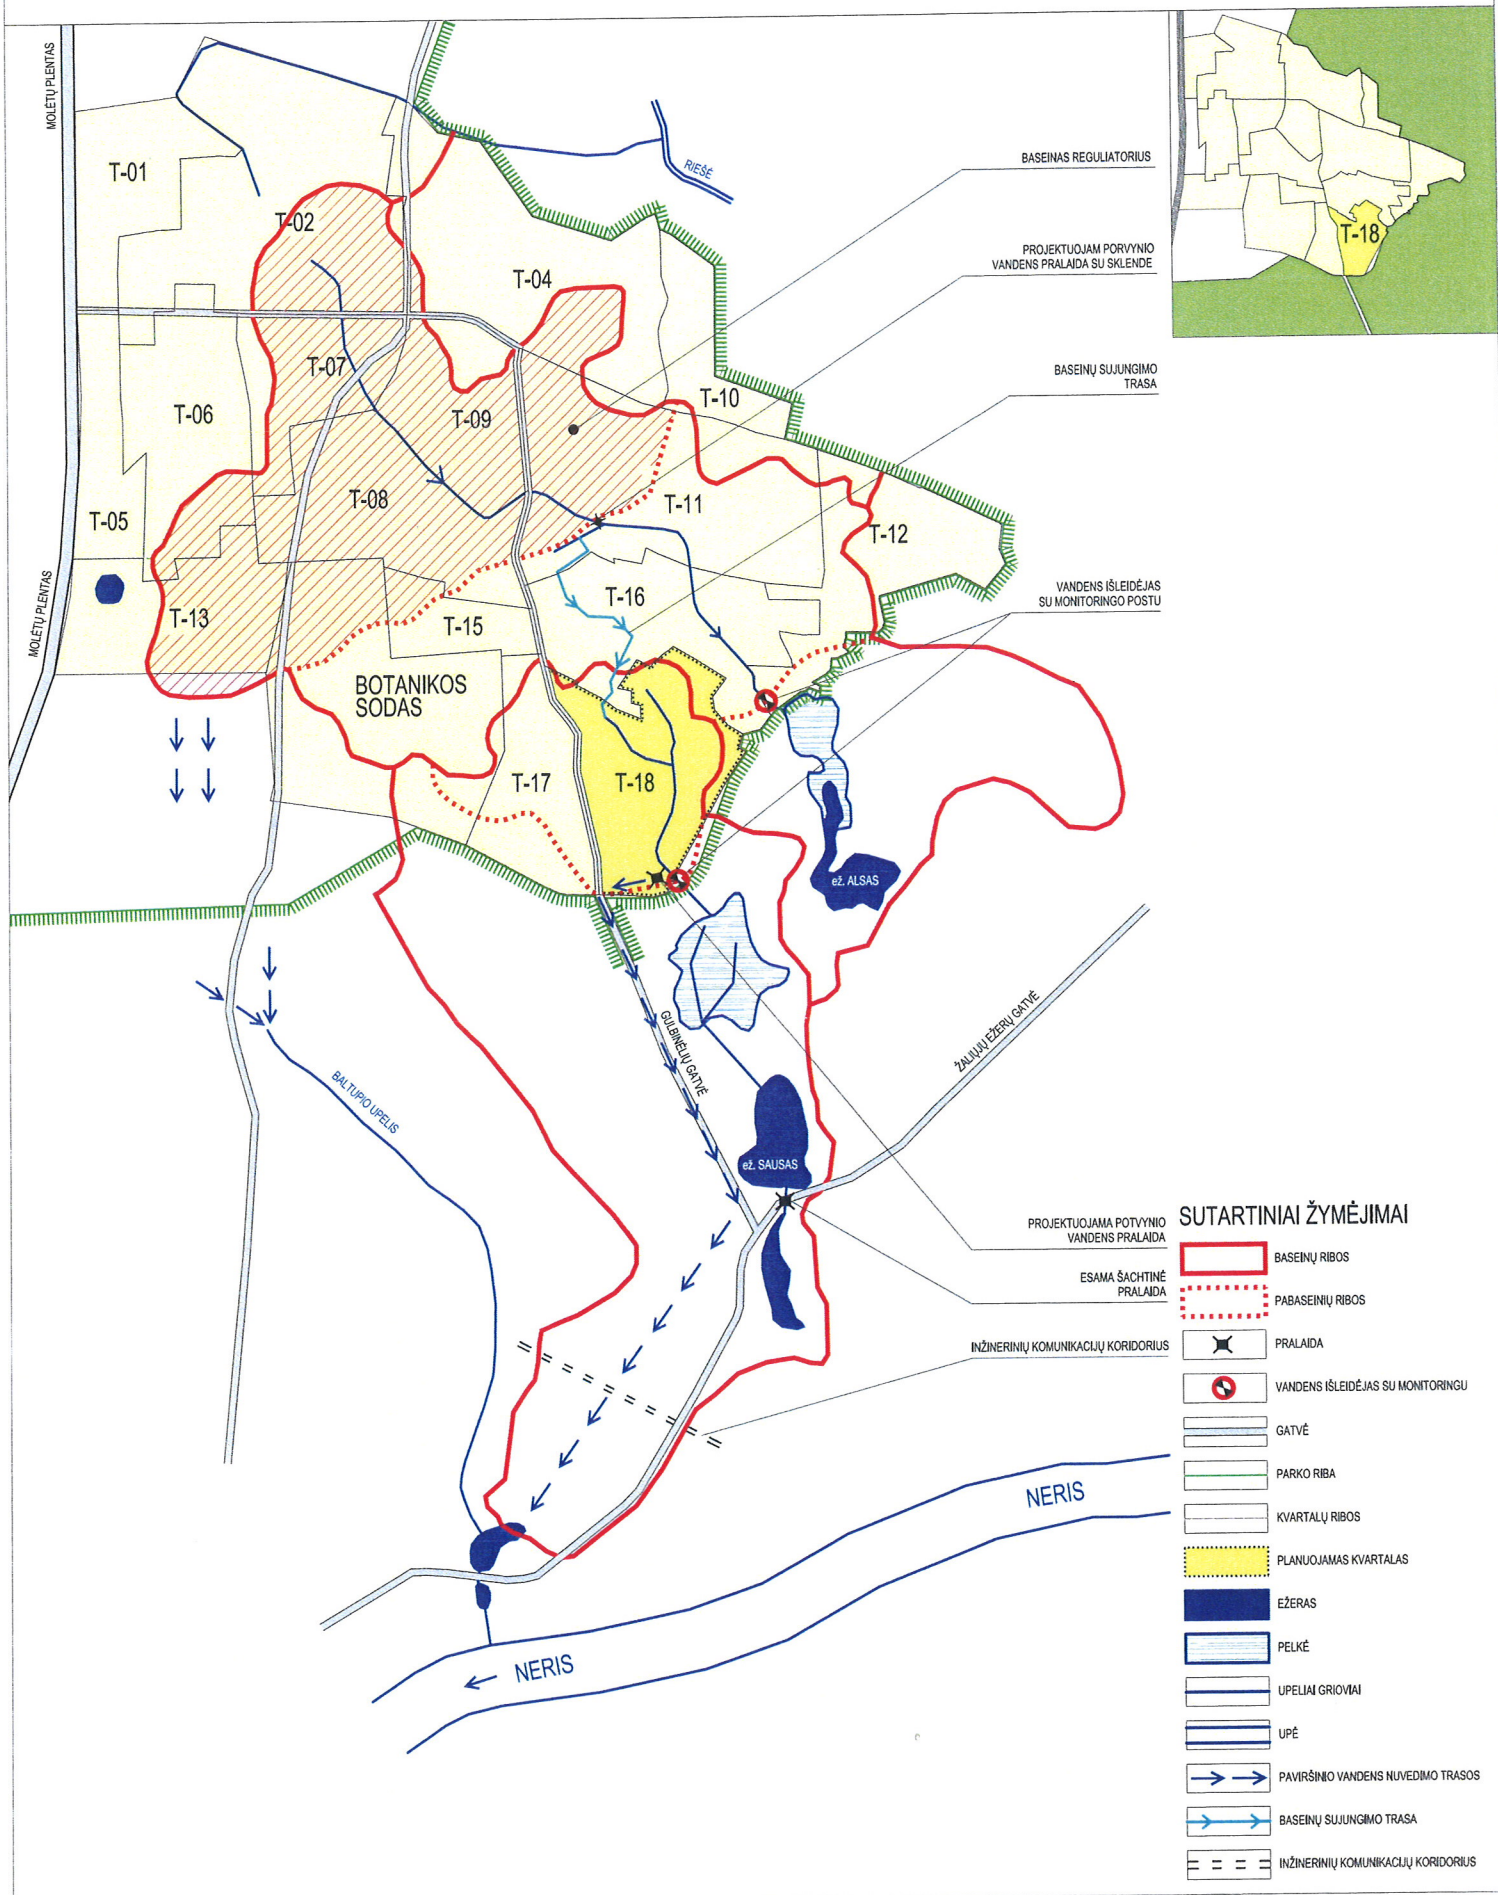 MOLĖTŲ PLENTAS
T-01
RIEŠĖ
BASEINAS REGULIATORIUS
T-02
T-18
PROJEKTUOJAM PORVYNIO
VANDENS PRALAIDA SU SKLENDE
T-04
T-07
BASEINŲ SUJUNGIMO
TRASA
T-10
T-06
T-09
T-08
T-11
T-05
T-12
MOLĖTŲ PLENTAS
VANDENS IŠLEIDĖJAS
SU MONITORINGO POSTU
T-16
T-13
T-15
BOTANIKOS
SODAS
T-17
T-18
ež. ALSAS
GULBINĖLIŲ GATVĖ
ŽALIŲJŲ EŽERŲ GATVĖ
BALTUPIO UPELIS
ež. SAUSAS
PROJEKTUOJAMA POTVYNIO
VANDENS PRALAIDA
ESAMA ŠACHTINĖ
PRALAIDA
INŽINERINIŲ KOMUNIKACIJŲ KORIDORIUS
NERIS
NERIS
SUTARTINIAI ŽYMĖJIMAI
BASEINŲ RIBOS
PABASEINIŲ RIBOS
PRALAIDA
VANDENS IŠLEIDĖJAS SU MONITORINGU
GATVĖ
PARKO RIBA
KVARTALŲ RIBOS
PLANUOJAMAS KVARTALAS
EŽERAS
PELKĖ
UPELIAI GRIOVIAI
UPĖ
PAVIRŠINIO VANDENS NUVEDIMO TRASOS
BASEINŲ SUJUNGIMO TRASA
INŽINERINIŲ KOMUNIKACIJŲ KORIDORIUS